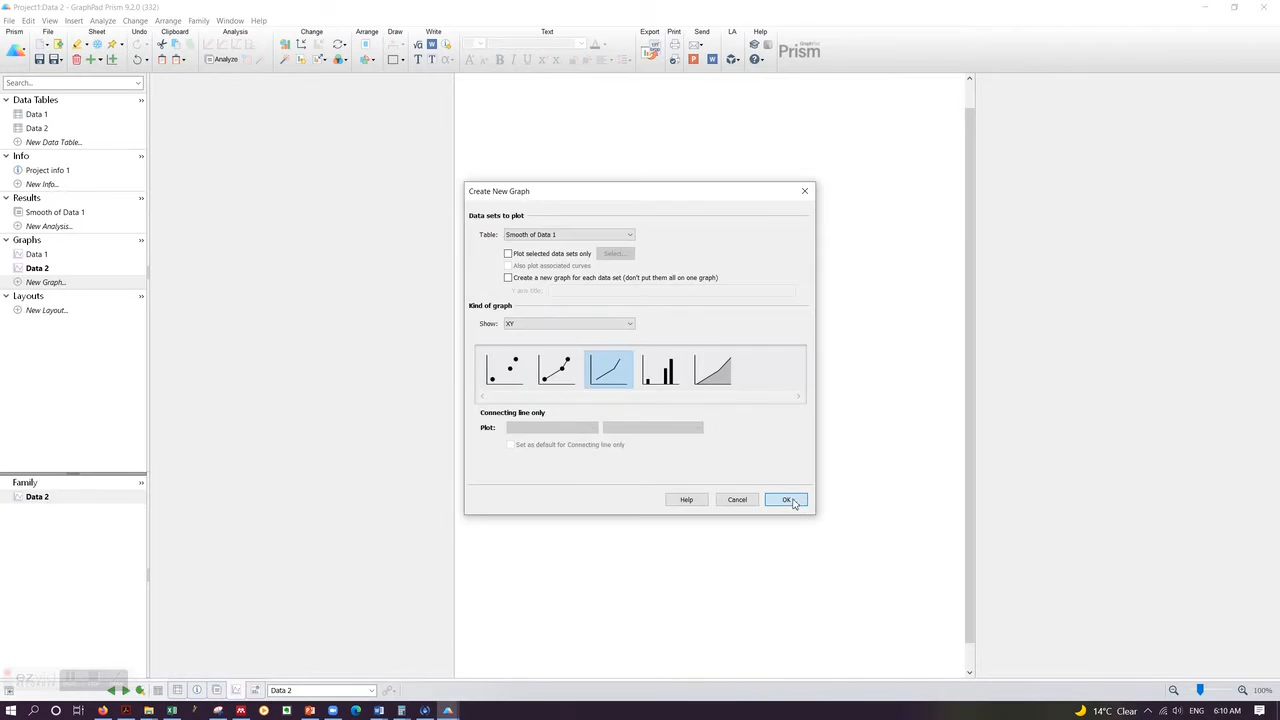 Project1:Data 2 - GraphPad Prism 9.2.0 (332)
File Edit View Insert Analyze Change Arrange Family Window Help
Prism File Sheet Undo Clipboard Analysis Change Arrange Draw Write Text Export Print Send LA Help
Analyze
Prism
Search...
Data Tables
Data 1
Data 2
New Data Table...
Info
Project info 1
New Info...
Results
Smooth of Data 1
New Analysis...
Graphs
Data 1
Data 2
New Graph...
Layouts
New Layout...
Family
Data 2
Create New Graph
Data sets to plot
Table: Smooth of Data 1
Plot selected data sets only Select...
Also plot associated curves
Create a new graph for each data set (don't put them all on one graph)
Y axis title:
Kind of graph
Show: XY
Connecting line only
Plot:
Set as default for Connecting line only
Help Cancel OK
Data 2
100%
14°C Clear
ENG
6:10 AM